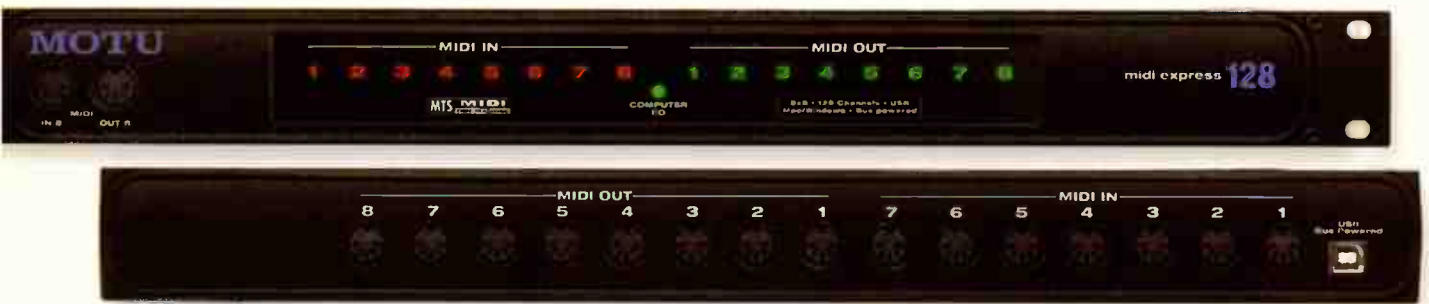 MOTU
MIDI IN
MIDI OUT
1 2 3 4 5 6 7 8
1 2 3 4 5 6 7 8
midi express 128
MTS MIDI
COMPUTER
I/O
8x8 • 128 Channels • USB
Mac/Windows • Bus powered
MIDI
IN 8
OUT 8
MIDI OUT
MIDI IN
8 7 6 5 4 3 2 1
7 6 5 4 3 2 1
USB
Bus Powered